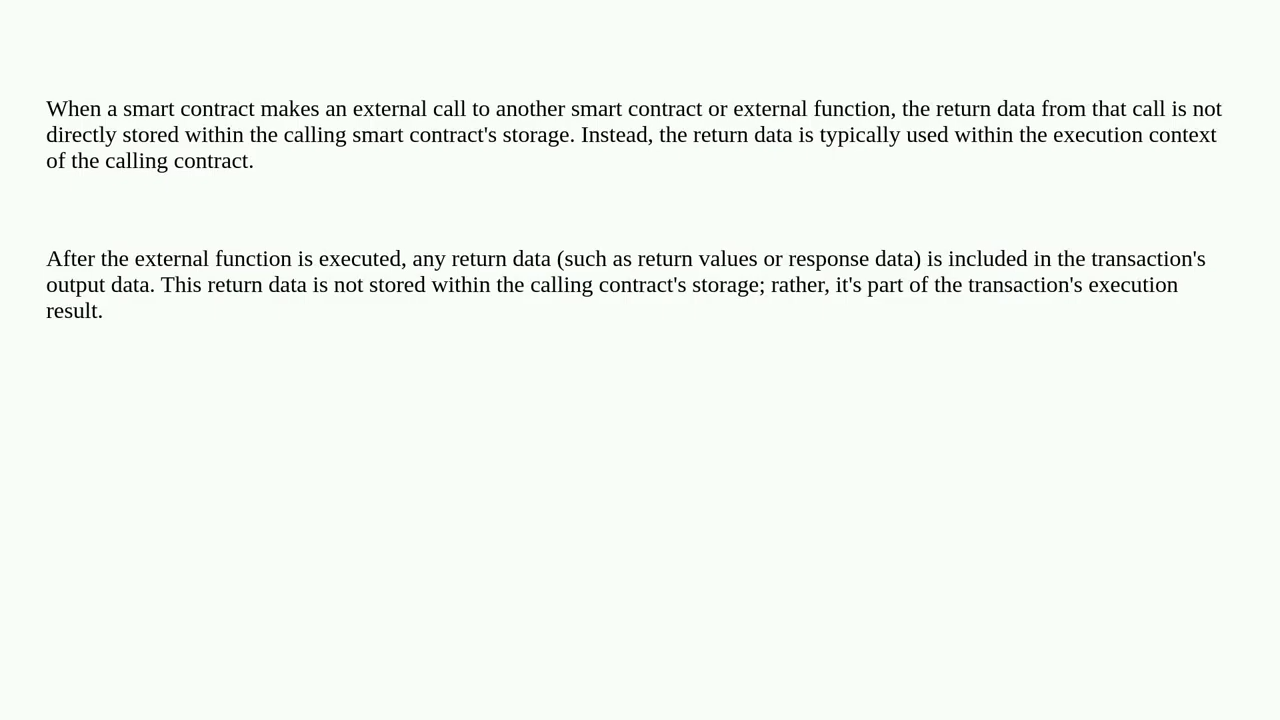 When a smart contract makes an external call to another smart contract or external function, the return data from that call is not
directly stored within the calling smart contract's storage. Instead, the return data is typically used within the execution context
of the calling contract.
After the external function is executed, any return data (such as return values or response data) is included in the transaction's
output data. This return data is not stored within the calling contract's storage; rather, it's part of the transaction's execution
result.